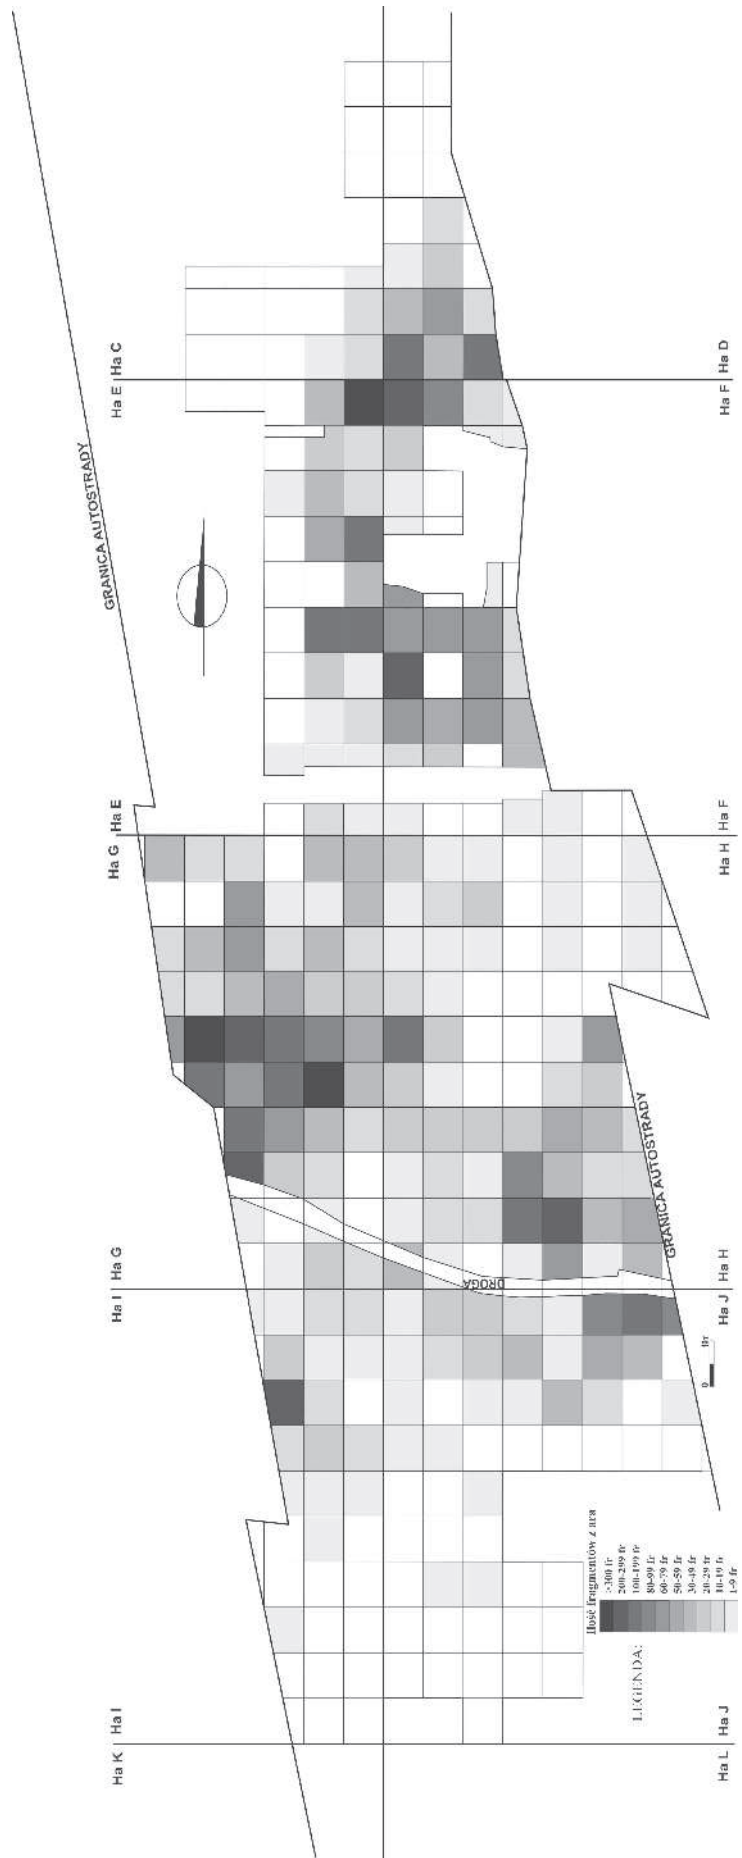 GRANICA AUTOSTRADY
Ha E Ha C
Ha F Ha D
Ha G Ha E
Ha H Ha F
Ha I Ha G
Ha J Ha H
Ha K Ha I
Ha L Ha J
DROGA
GRANICA AUTOSTRADY
0
LEGENDA:
Ilość fragmentów z ara
>300 fr
200-299 fr
100-199 fr
80-99 fr
60-79 fr
50-59 fr
30-49 fr
20-29 fr
10-19 fr
1-9 fr